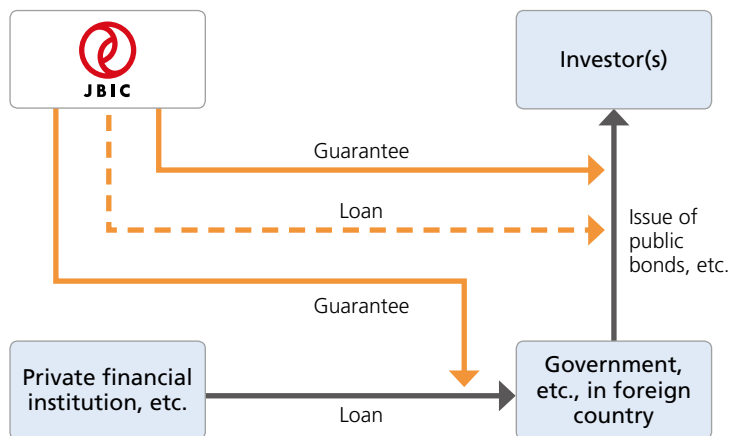 JBIC
Investor(s)
Guarantee
Loan
Issue of
public
bonds, etc.
Guarantee
Private financial
institution, etc.
Loan
Government,
etc., in foreign
country